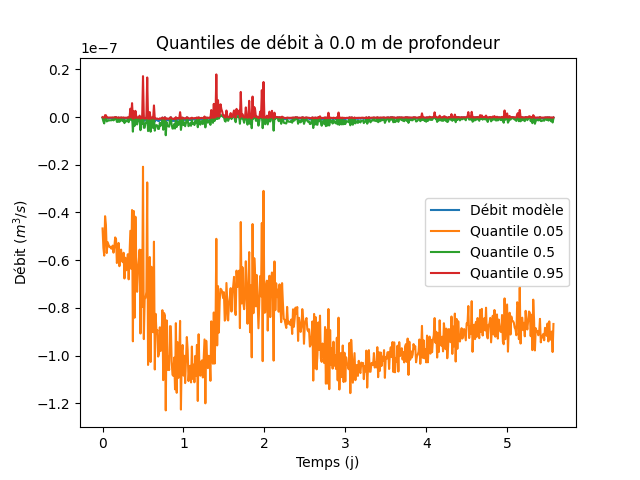 Quantiles de débit à 0.0 m de profondeur
1e−7
0.2
0.0
−0.2
−0.4
−0.6
−0.8
−1.0
−1.2
Débit (m³/s)
Débit modèle
Quantile 0.05
Quantile 0.5
Quantile 0.95
0
1
2
3
4
5
Temps (j)